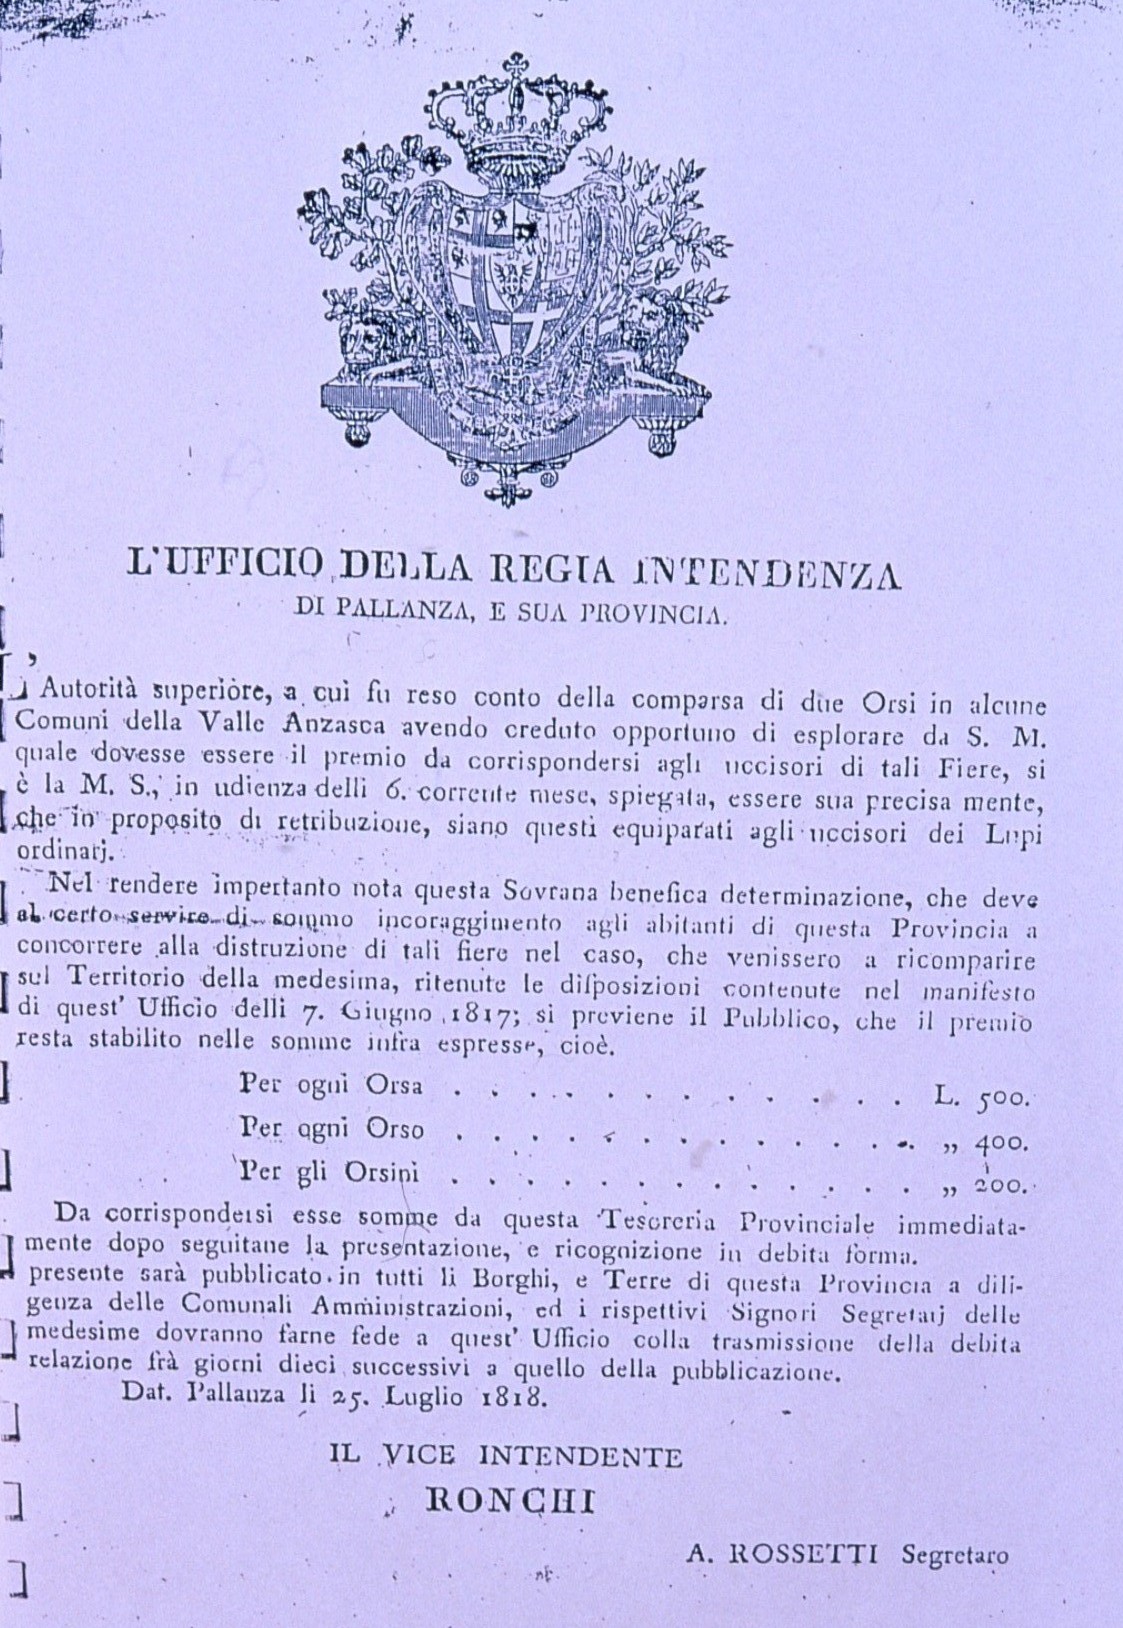 L'UFFICIO DELLA REGIA INTENDENZA
DI PALLANZA, E SUA PROVINCIA.
L' Autorità superiore, a cui fu reso conto della comparsa di due Orsi in alcune
Comuni della Valle Anzasca avendo creduto opportuno di esplorare da S. M.
quale dovesse essere il premio da corrispondersi agli uccisori di tali Fiere, si
è la M. S., in udienza delli 6. corrente mese, spiegata, essere sua precisa mente,
che in proposito di retribuzione, siano questi equiparati agli uccisori dei Lupi
ordinarj.
Nel rendere impertanto nota questa Sovrana benefica determinazione, che deve
al certo servire di sommo incoraggimento agli abitanti di questa Provincia a
concorrere alla distruzione di tali fiere nel caso, che venissero a ricomparire
sul Territorio della medesima, ritenute le difposizioni contenute nel manifesto
di quest' Ufficio delli 7. Giugno 1817; si previene il Pubblico, che il premio
resta stabilito nelle somme infra espresse, cioè.
Per ogni Orsa . . . . . . . . . . . . . L. 500.
Per ogni Orso . . . . . . . . . . . . . „ 400.
Per gli Orsini . . . . . . . . . . . . . „ 200.
Da corrispondersi esse somme da questa Tesoreria Provinciale immediata-
mente dopo seguitane la presentazione, e ricognizione in debita forma.
presente sarà pubblicato in tutti li Borghi, e Terre di questa Provincia a dili-
genza delle Comunali Amministrazioni, ed i rispettivi Signori Segretarj delle
medesime dovranno farne fede a quest' Ufficio colla trasmissione della debita
relazione frà giorni dieci successivi a quello della pubblicazione.
Dat. Pallanza li 25. Luglio 1818.
IL VICE INTENDENTE
RONCHI
A. ROSSETTI Segretaro